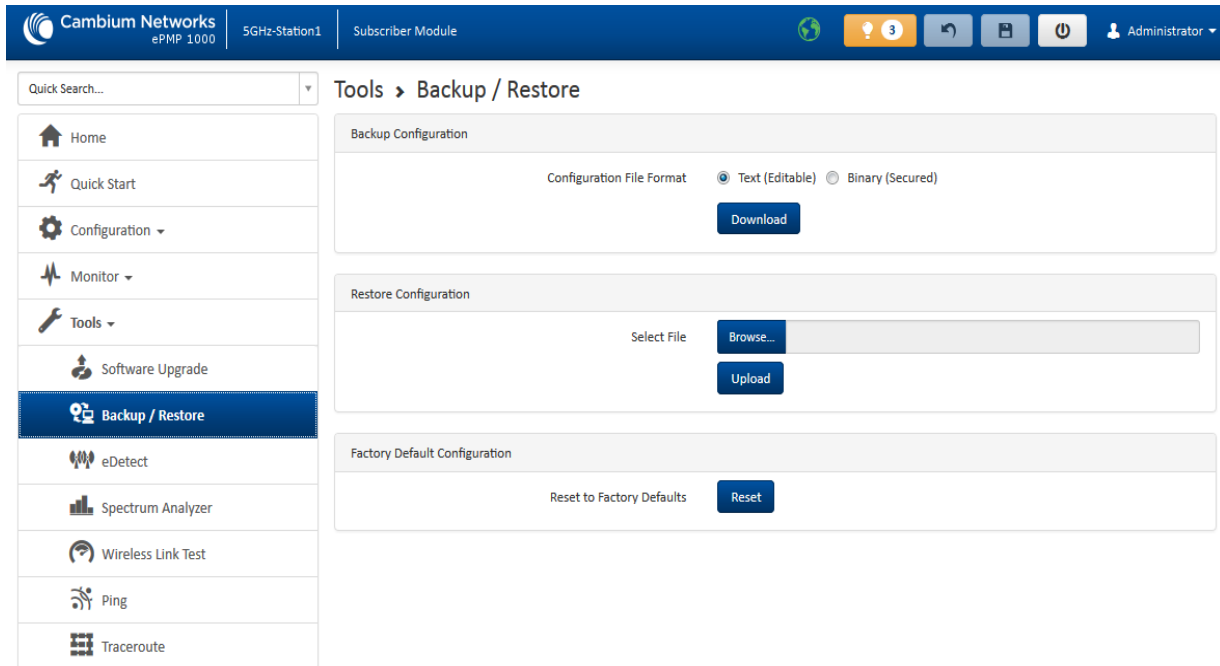 Cambium Networks
ePMP 1000
5GHz-Station1
Subscriber Module
3
Administrator
Quick Search...
Tools > Backup / Restore
Home
Quick Start
Configuration
Monitor
Tools
Software Upgrade
Backup / Restore
eDetect
Spectrum Analyzer
Wireless Link Test
Ping
Traceroute
Backup Configuration
Configuration File Format Text (Editable) Binary (Secured)
Download
Restore Configuration
Select File Browse...
Upload
Factory Default Configuration
Reset to Factory Defaults Reset